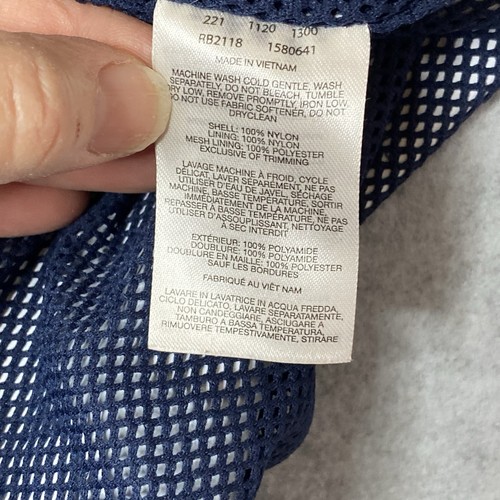 221 1120 1300
RB2118 1580641
MADE IN VIETNAM
MACHINE WASH COLD GENTLE, WASH
SEPARATELY, DO NOT BLEACH, TUMBLE
DRY LOW, REMOVE PROMPTLY, IRON LOW,
DO NOT USE FABRIC SOFTENER, DO NOT
DRYCLEAN
SHELL: 100% NYLON
LINING: 100% NYLON
MESH LINING: 100% POLYESTER
EXCLUSIVE OF TRIMMING
LAVAGE MACHINE À FROID, CYCLE
DÉLICAT, LAVER SÉPARÉMENT, NE PAS
UTILISER D'EAU DE JAVEL, SÉCHAGE
MACHINE, BASSE TEMPÉRATURE, SORTIR
IMMÉDIATEMENT DE LA MACHINE,
REPASSER À BASSE TEMPÉRATURE, NE PAS
UTILISER D'ASSOUPLISSANT, NETTOYAGE
À SEC INTERDIT
EXTÉRIEUR: 100% POLYAMIDE
DOUBLURE: 100% POLYAMIDE
DOUBLURE EN MAILLE: 100% POLYESTER
SAUF LES BORDURES
FABRIQUÉ AU VIÊT NAM
LAVARE IN LAVATRICE IN ACQUA FREDDA,
CICLO DELICATO, LAVARE SEPARATAMENTE,
NON CANDEGGIARE, ASCIUGARE A
TAMBURO A BASSA TEMPERATURA,
RIMUOVERE TEMPESTIVAMENTE, STIRARE